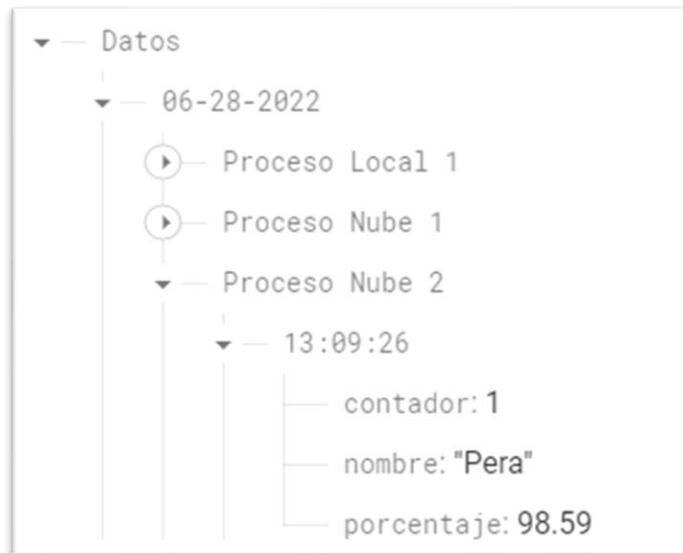 Datos
06-28-2022
Proceso Local 1
Proceso Nube 1
Proceso Nube 2
13:09:26
contador: 1
nombre: "Pera"
porcentaje: 98.59